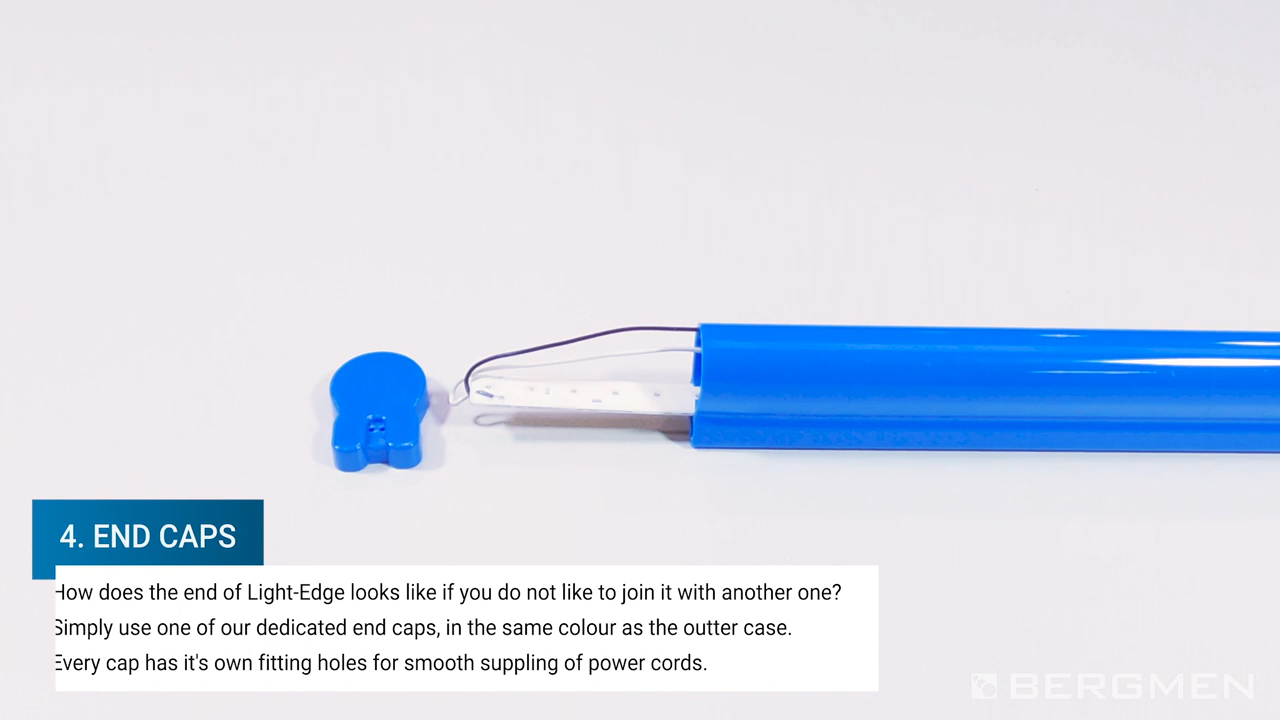 4. END CAPS
How does the end of Light-Edge looks like if you do not like to join it with another one?
Simply use one of our dedicated end caps, in the same colour as the outter case.
Every cap has it's own fitting holes for smooth suppling of power cords.
BERGMEN